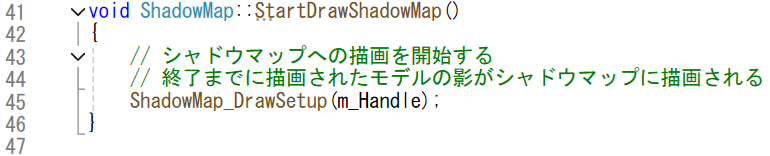 41 void ShadowMap::StartDrawShadowMap()
42 {
43 // シャドウマップへの描画を開始する
44 // 終了までに描画されたモデルの影がシャドウマップに描画される
45 ShadowMap_DrawSetup(m_Handle);
46 }
47